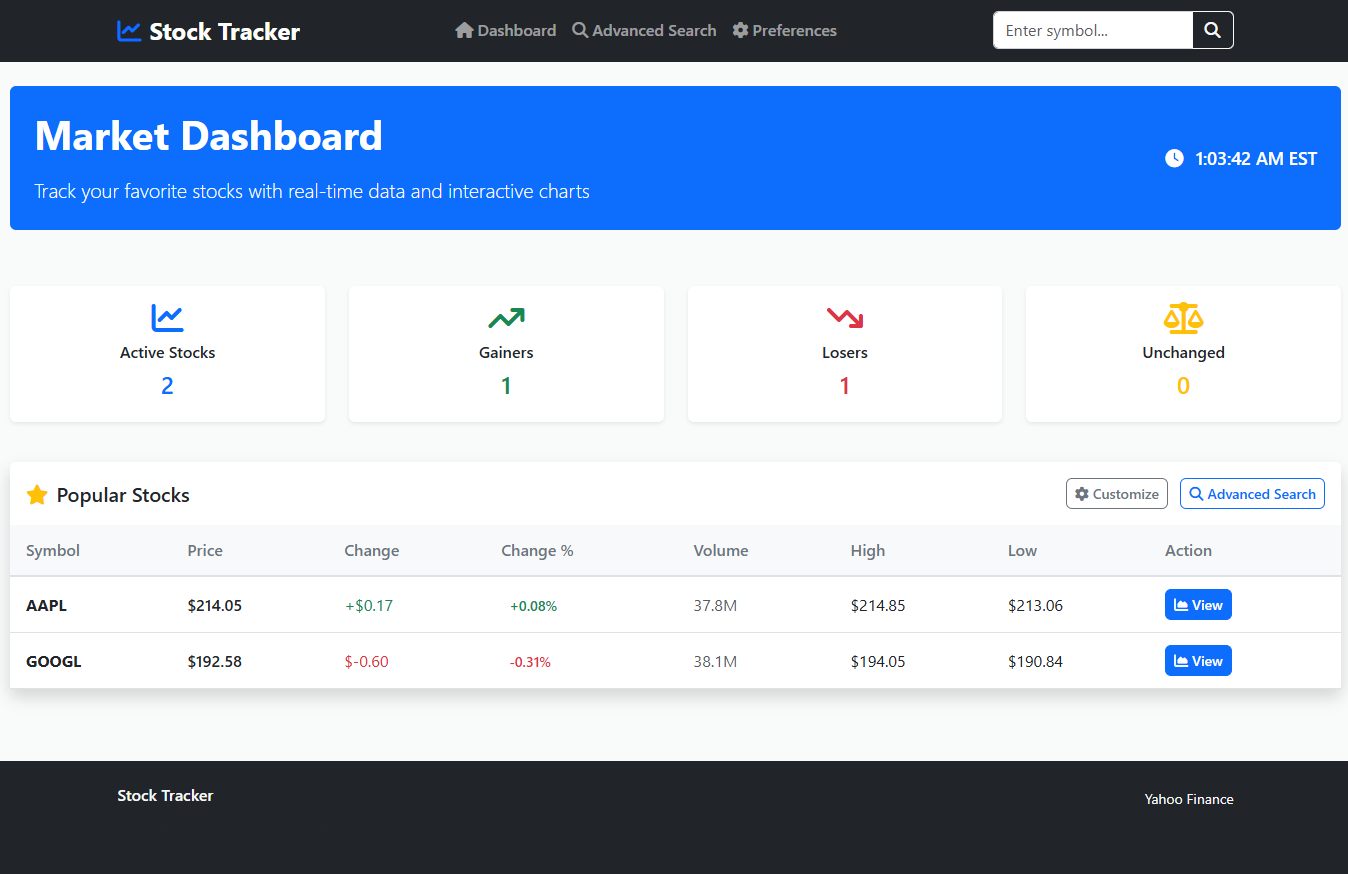 Stock Tracker Dashboard Advanced Search Preferences Enter symbol...
Market Dashboard
1:03:42 AM EST
Track your favorite stocks with real-time data and interactive charts
Active Stocks Gainers Losers Unchanged
2 1 1 0
Popular Stocks Customize Advanced Search
Symbol Price Change Change % Volume High Low Action
AAPL $214.05 +$0.17 +0.08% 37.8M $214.85 $213.06 View
GOOGL $192.58 $-0.60 -0.31% 38.1M $194.05 $190.84 View
Stock Tracker Yahoo Finance